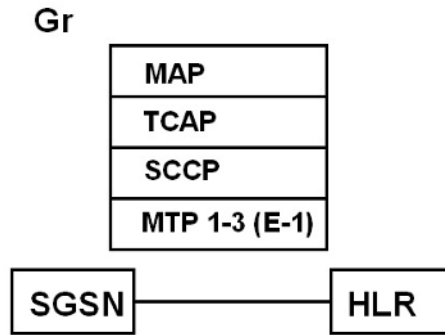 Gr
MAP
TCAP
SCCP
MTP 1-3 (E-1)
SGSN HLR